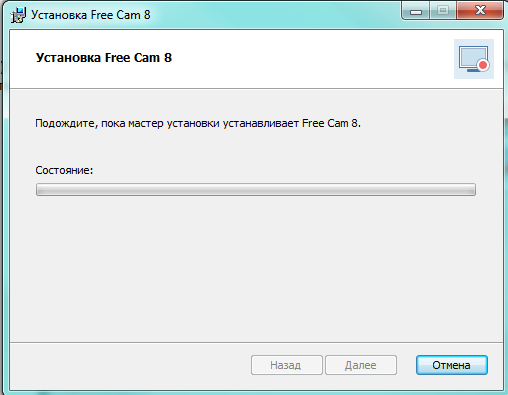 Установка Free Cam 8
Установка Free Cam 8
Подождите, пока мастер установки устанавливает Free Cam 8.
Состояние:
Назад
Далее
Отмена